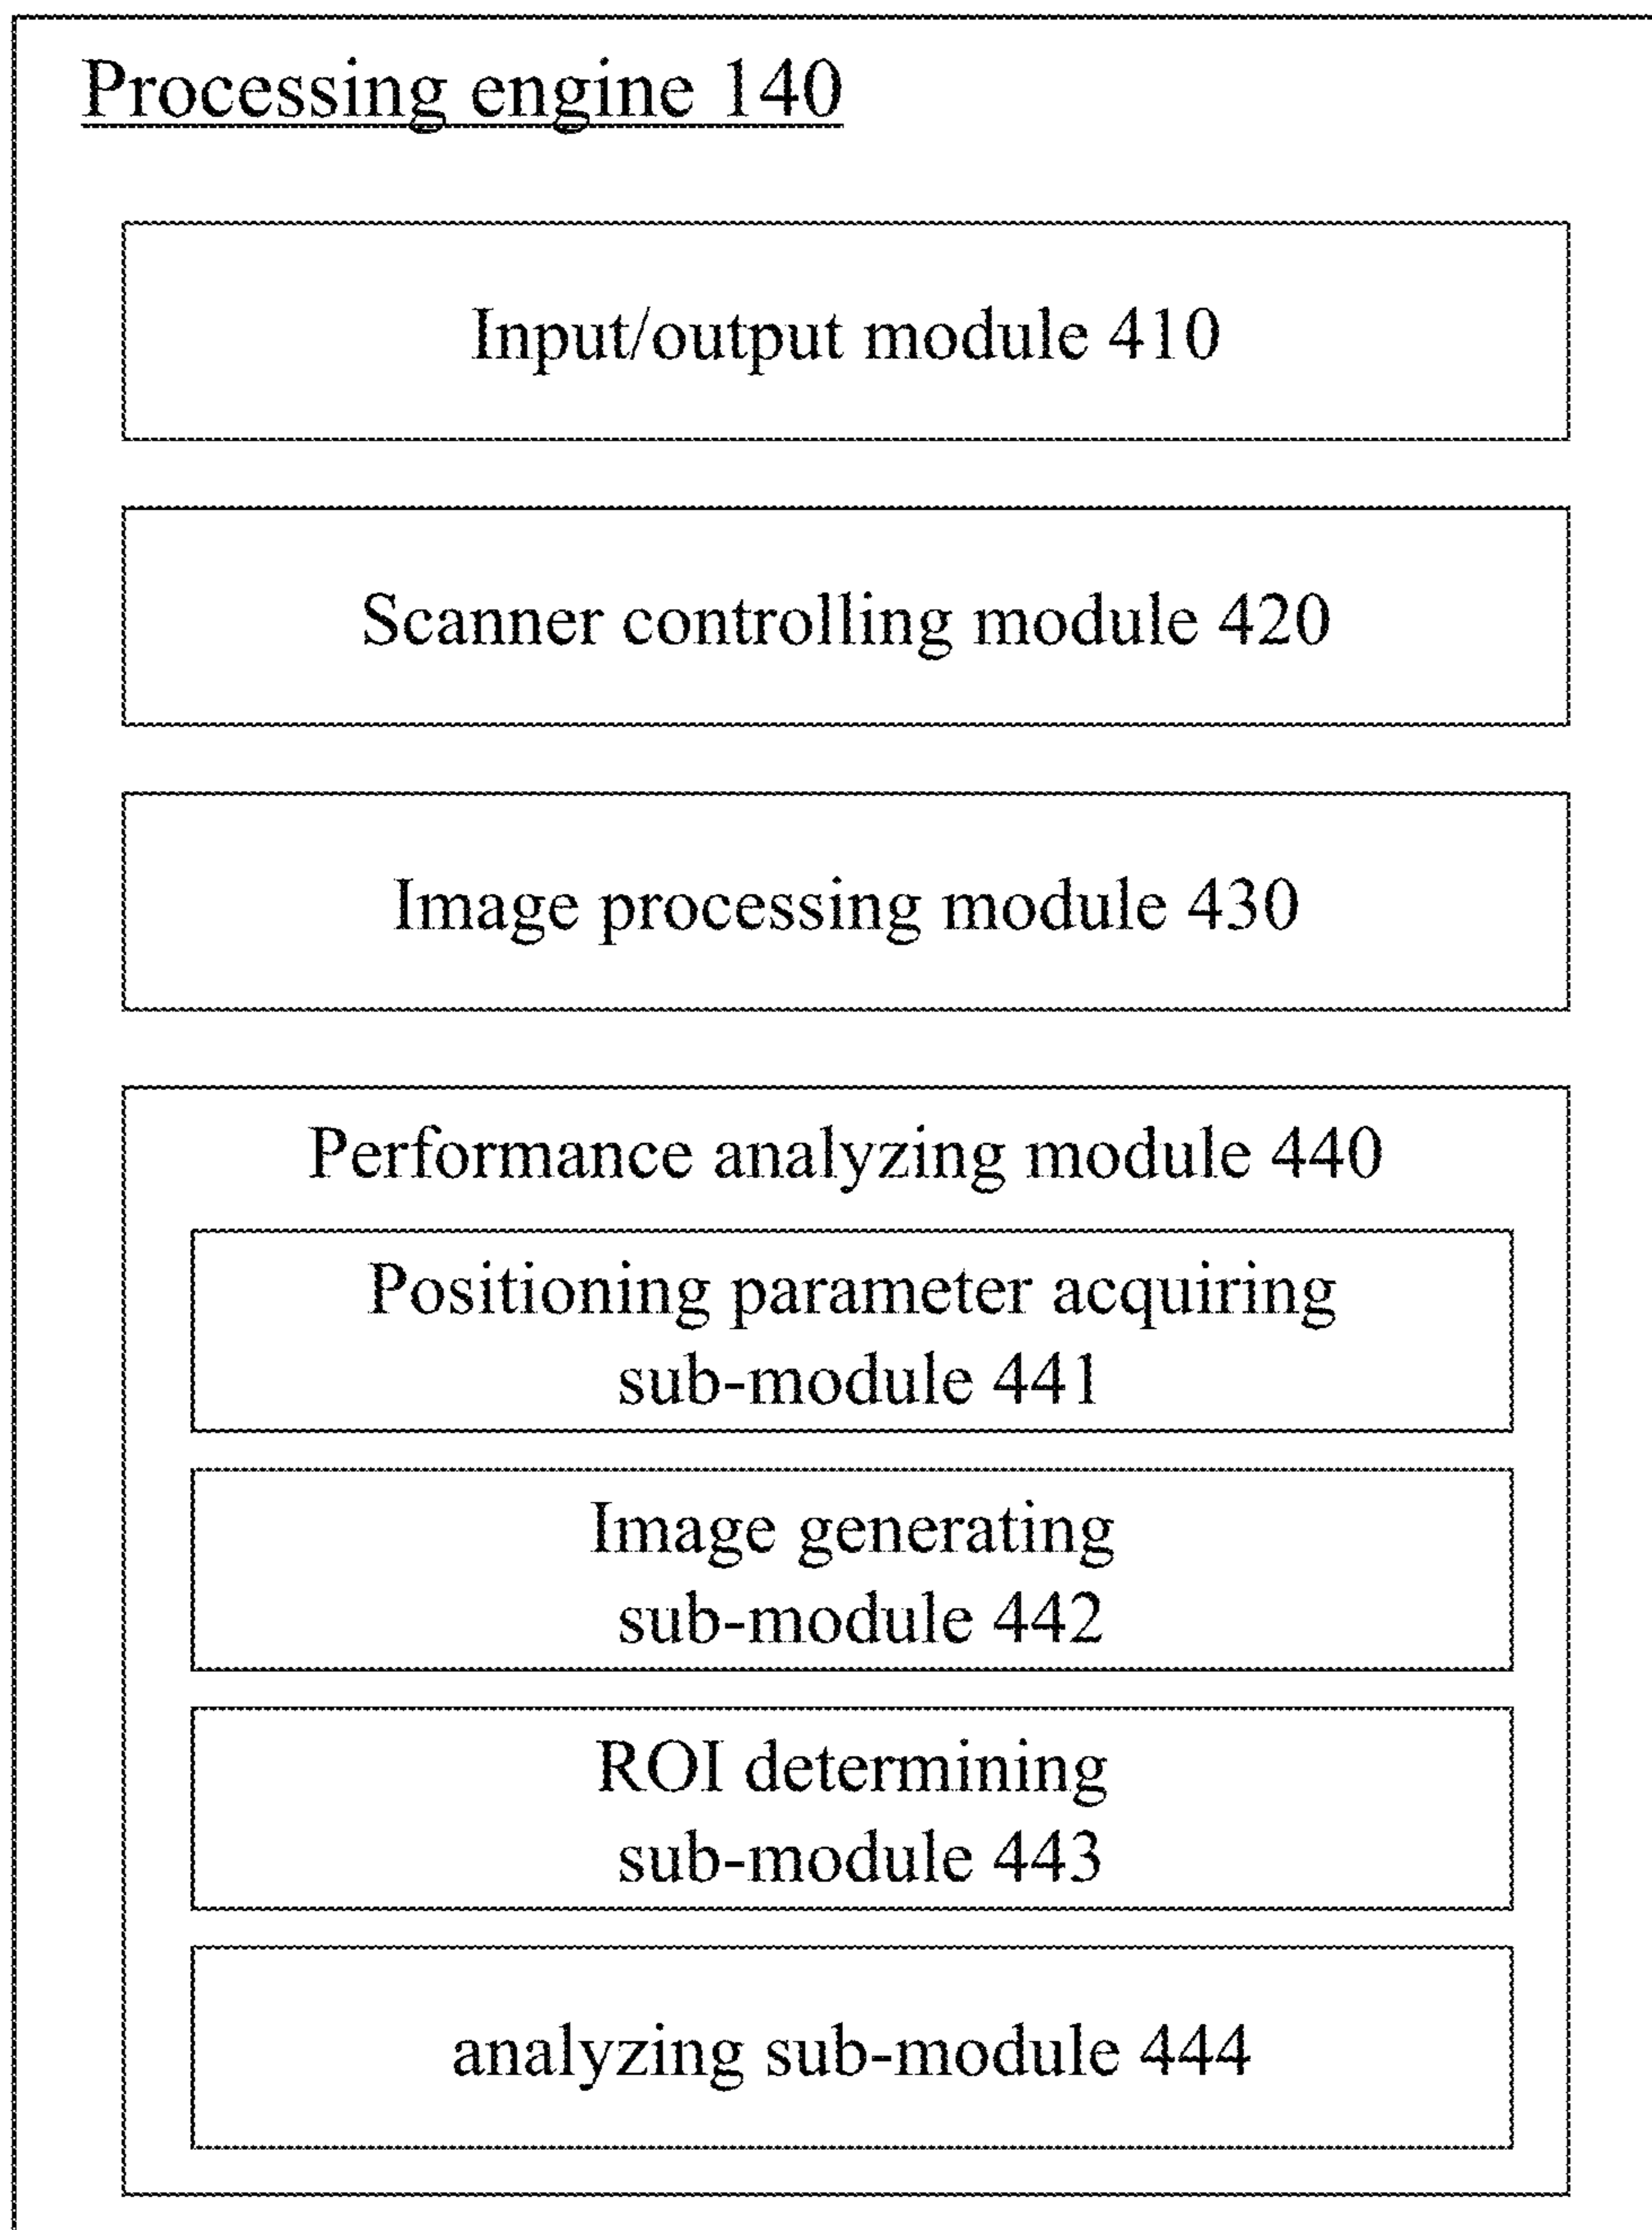 Processing engine 140
Input/output module 410
Scanner controlling module 420
Image processing module 430
Performance analyzing module 440
Positioning parameter acquiring
sub-module 441
Image generating
sub-module 442
ROI determining
sub-module 443
analyzing sub-module 444